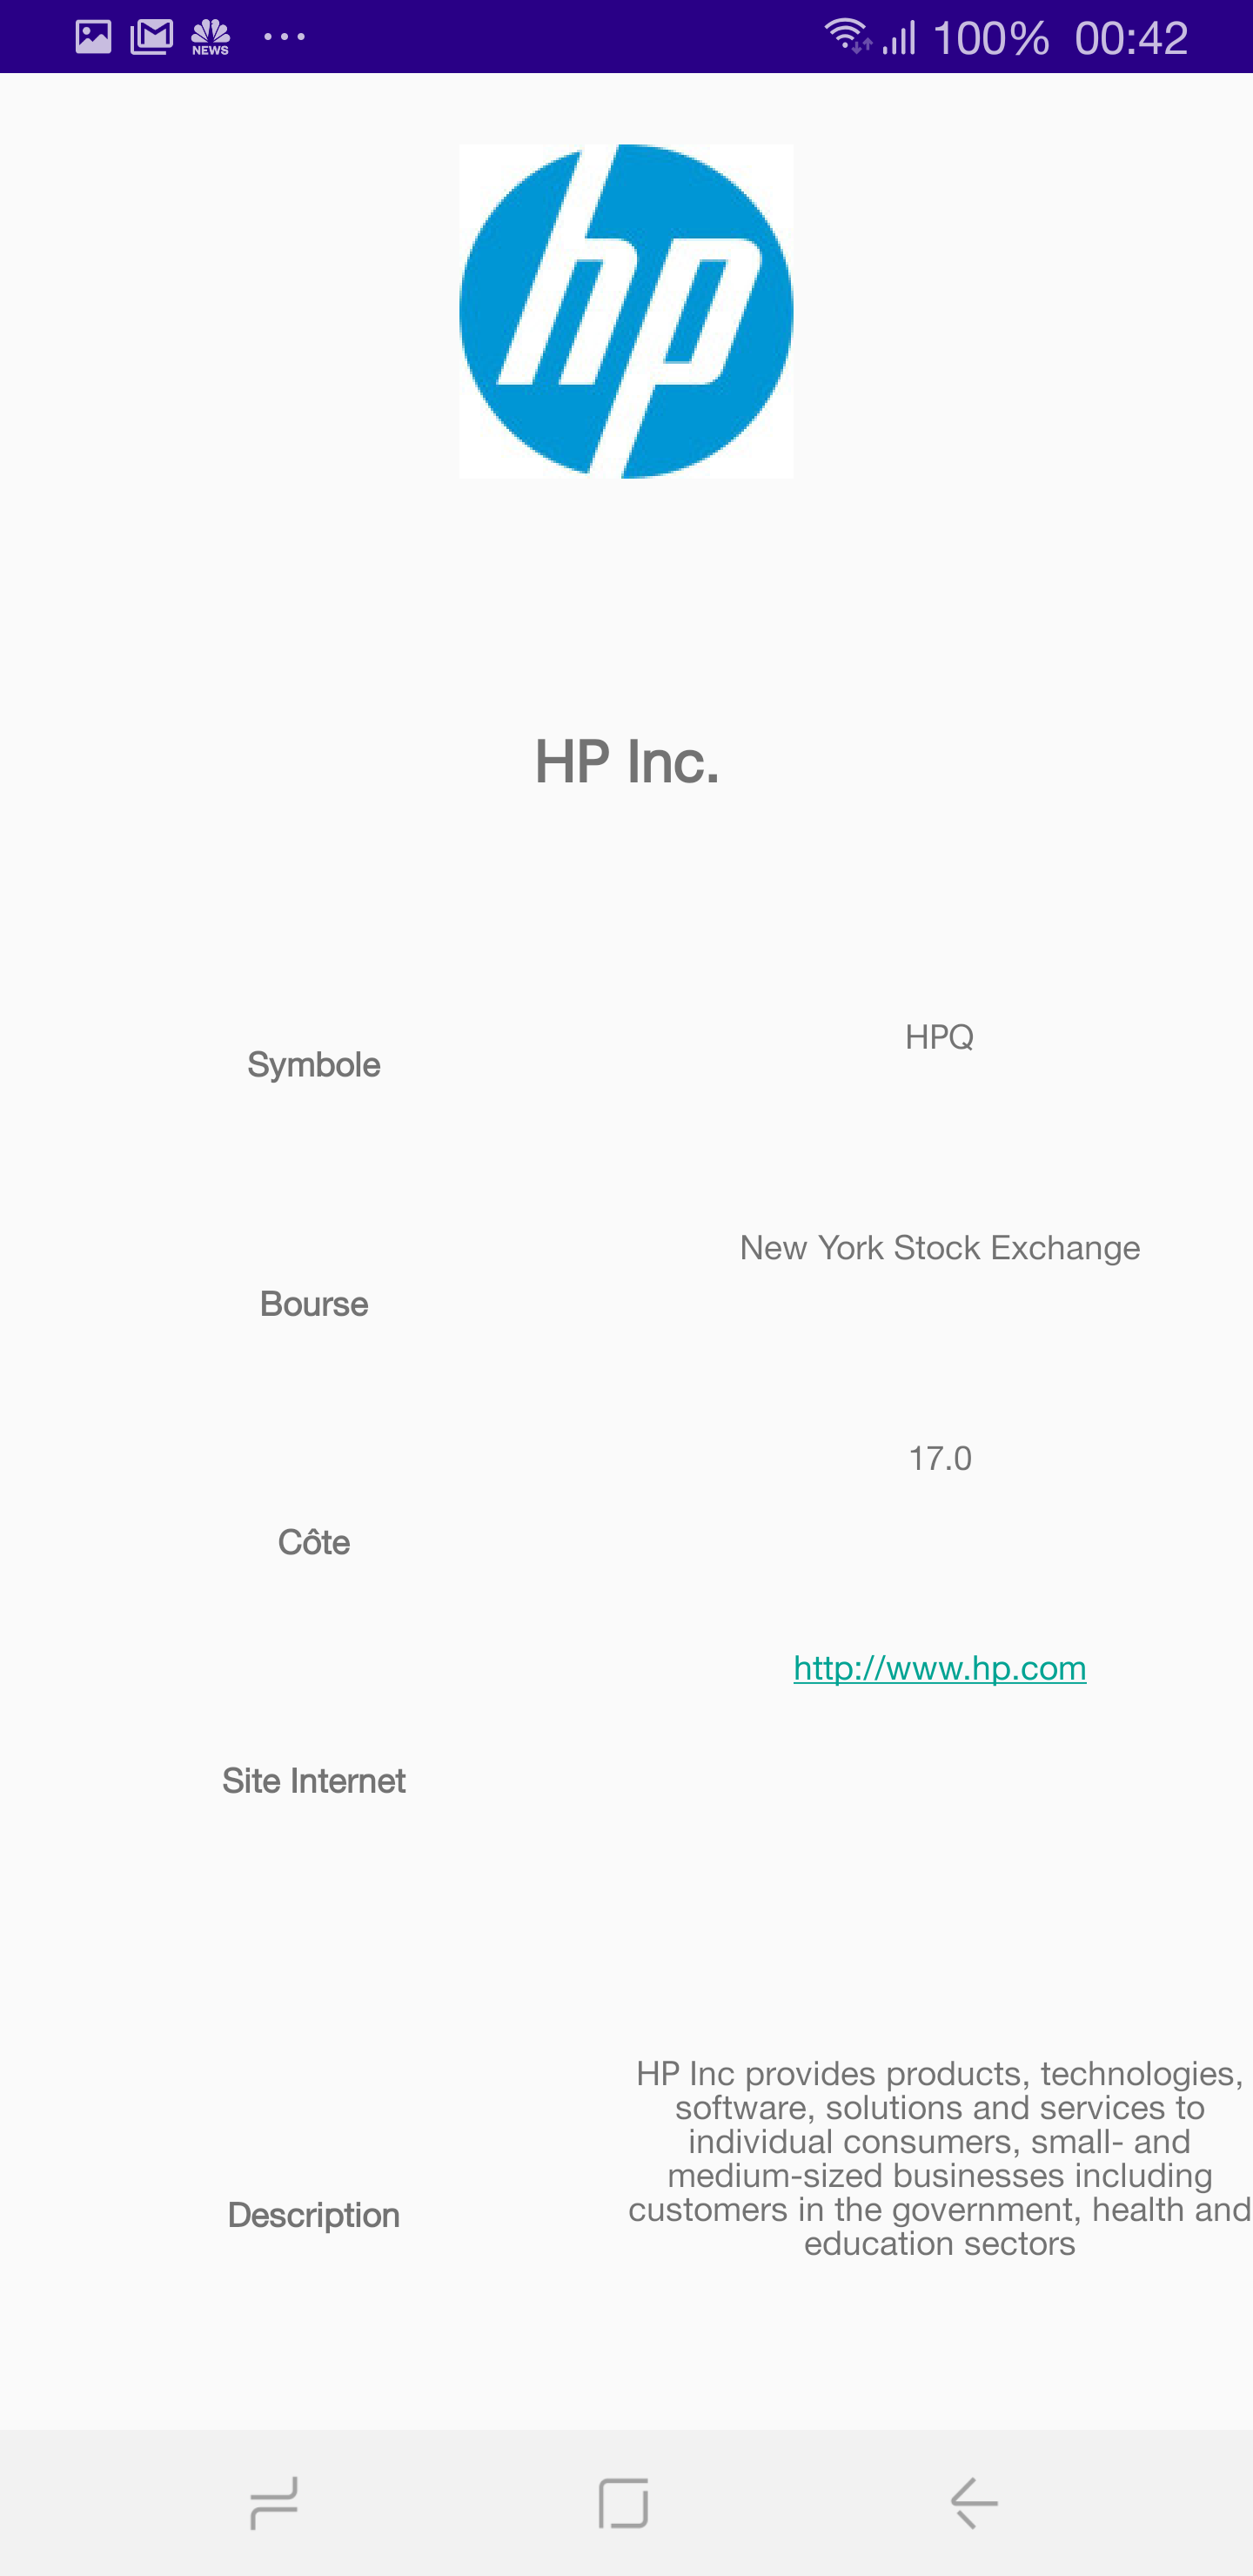 NEWS
100% 00:42
hp
HP Inc.
Symbole
HPQ
Bourse
New York Stock Exchange
Côte
17.0
Site Internet
http://www.hp.com
Description
HP Inc provides products, technologies,
software, solutions and services to
individual consumers, small- and
medium-sized businesses including
customers in the government, health and
education sectors